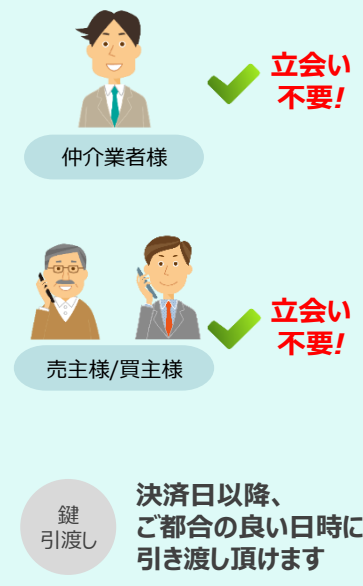 立会い
不要!
仲介業者様
立会い
不要!
売主様/買主様
鍵
引渡し
決済日以降、
ご都合の良い日時に
引き渡し頂けます